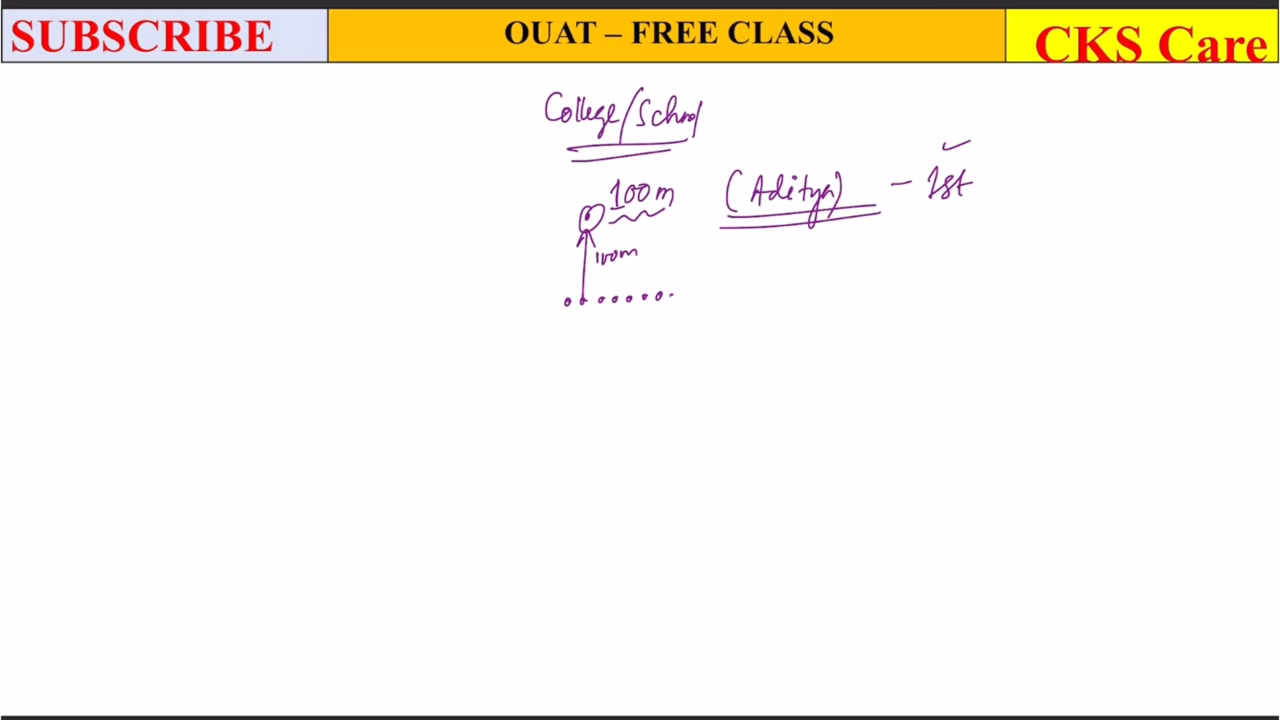 SUBSCRIBE
OUAT – FREE CLASS
CKS Care
College/School
100m (Aditya) – 1st
100m